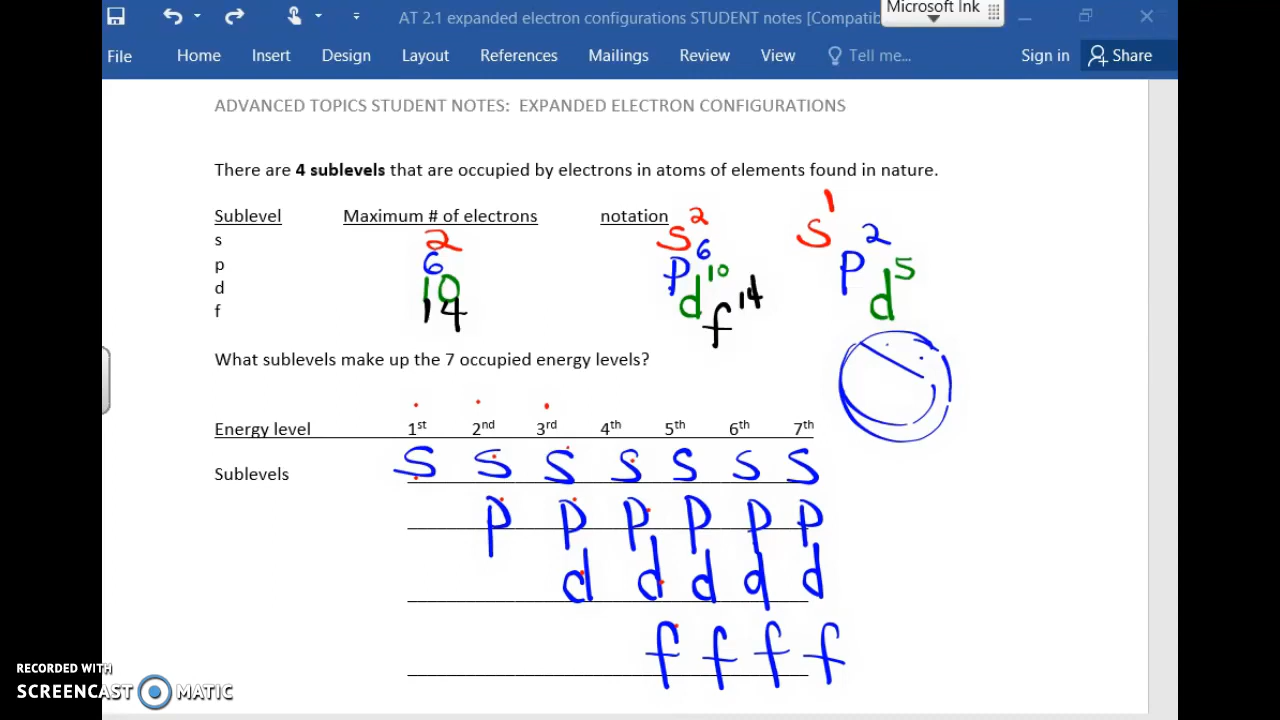 Microsoft Ink
AT 2.1 expanded electron configurations STUDENT notes [Compatib
File Home Insert Design Layout References Mailings Review View Tell me... Sign in Share
ADVANCED TOPICS STUDENT NOTES: EXPANDED ELECTRON CONFIGURATIONS
There are 4 sublevels that are occupied by electrons in atoms of elements found in nature.
Sublevel Maximum # of electrons notation
s 2 s² s¹
p 6 p⁶ p²
d 10 d¹⁰ d⁵
f 14 f¹⁴
What sublevels make up the 7 occupied energy levels?
Energy level 1st 2nd 3rd 4th 5th 6th 7th
Sublevels S S S S S S S
P P P P P P
d d d d d
f f f f
RECORDED WITH
SCREENCAST MATIC